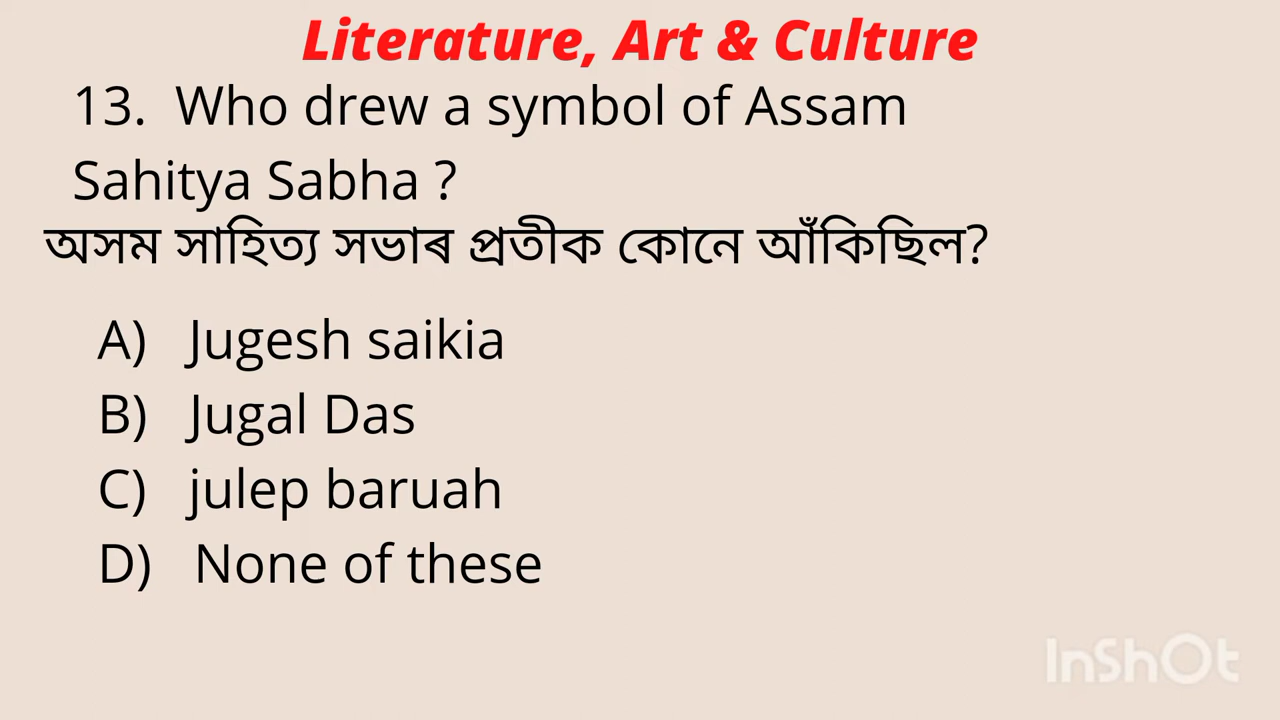 Literature, Art & Culture
13. Who drew a symbol of Assam
Sahitya Sabha ?
অসম সাহিত্য সভাৰ প্ৰতীক কোনে আঁকিছিল?
A) Jugesh saikia
B) Jugal Das
C) julep baruah
D) None of these
InShOt